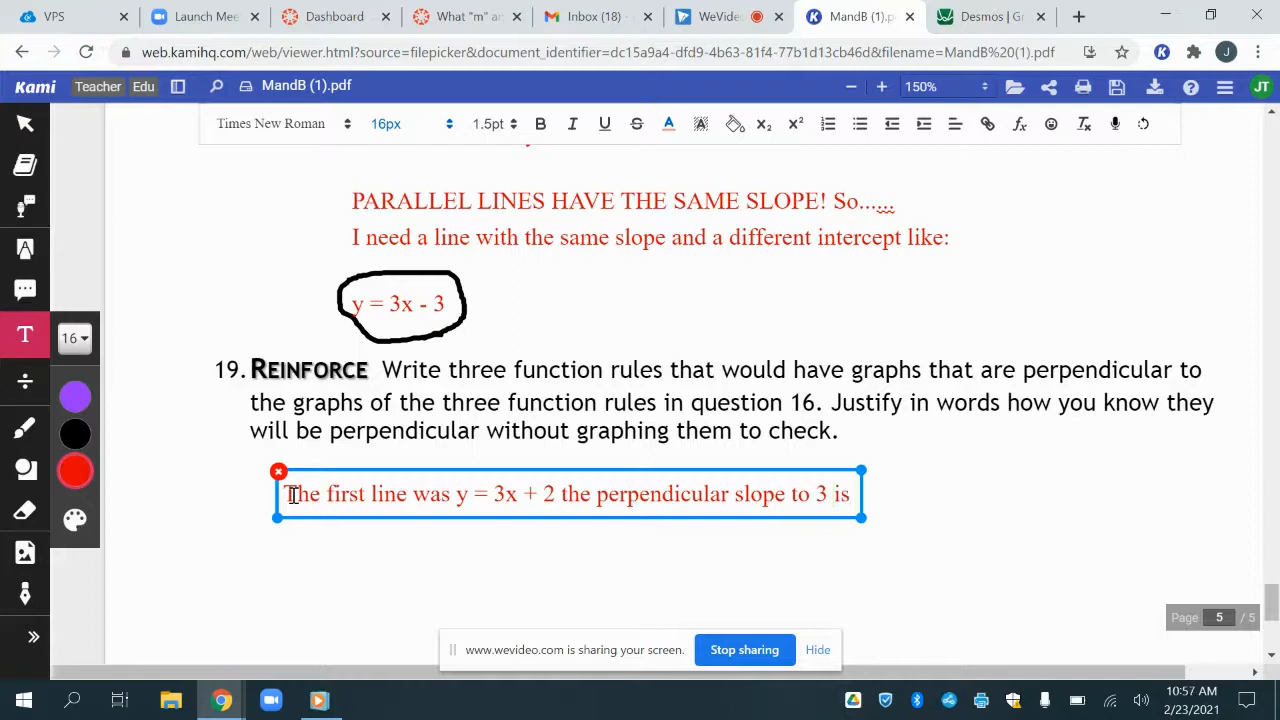 VPS
Launch Mee
Dashboard
What "m" an
Inbox (18) -
WeVide
MandB (1).p
Desmos | Gr
web.kamihq.com/web/viewer.html?source=filepicker&document_identifier=dc15a9a4-dfd9-4b63-81f4-77b1d13cb46d&filename=MandB%20(1).pdf
K J
Kami Teacher Edu MandB (1).pdf 150% JT
Times New Roman 16px 1.5pt
PARALLEL LINES HAVE THE SAME SLOPE! So......
I need a line with the same slope and a different intercept like:
y = 3x - 3
16
19. REINFORCE Write three function rules that would have graphs that are perpendicular to
the graphs of the three function rules in question 16. Justify in words how you know they
will be perpendicular without graphing them to check.
The first line was y = 3x + 2 the perpendicular slope to 3 is
Page 5 / 5
www.wevideo.com is sharing your screen. Stop sharing Hide
10:57 AM
2/23/2021